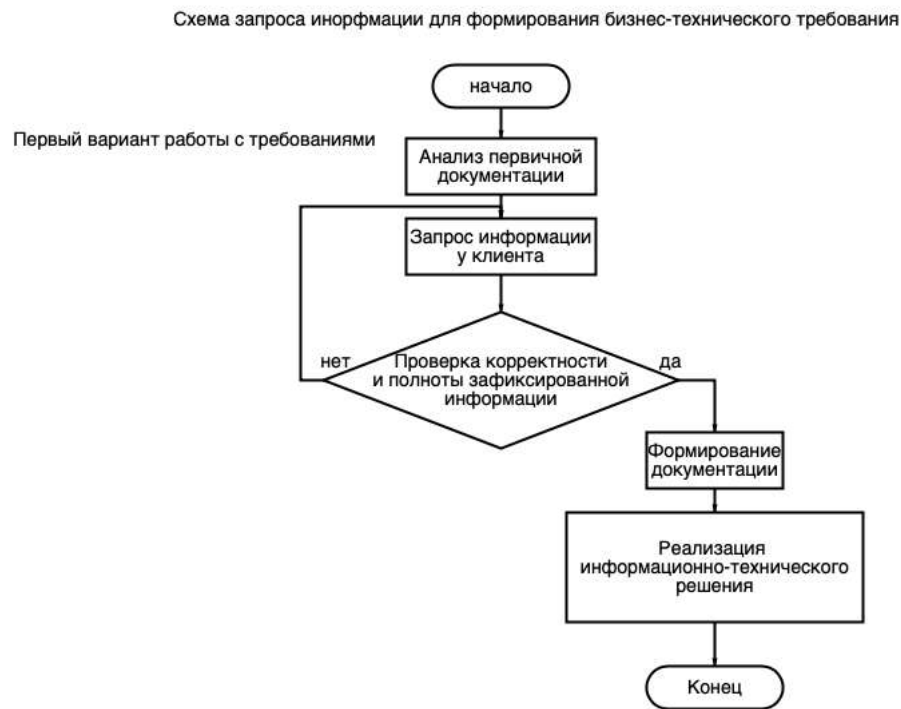 Схема запроса инорфмации для формирования бизнес-технического требования
начало
Первый вариант работы с требованиями
Анализ первичной
документации
Запрос информации
у клиента
нет
Проверка корректности
и полноты зафиксированной
информации
да
Формирование
документации
Реализация
информационно-технического
решения
Конец